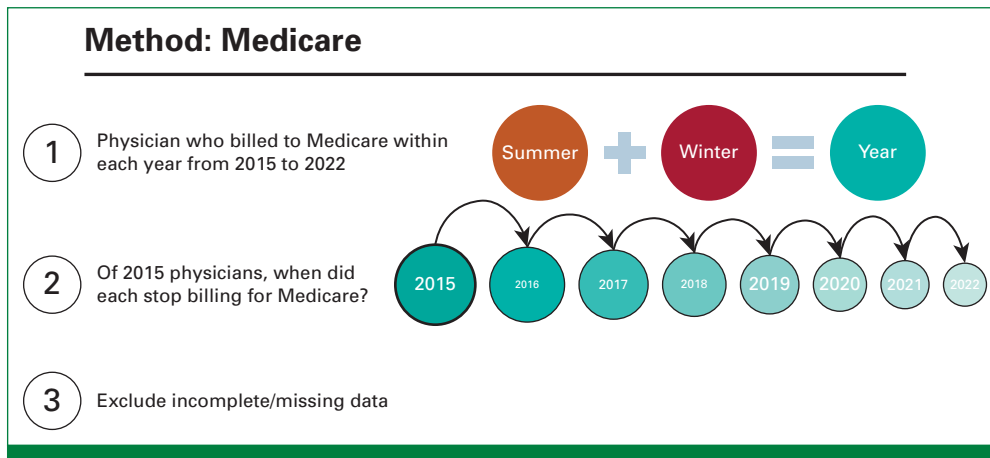 Method: Medicare
1
Physician who billed to Medicare within
each year from 2015 to 2022
Summer
Winter
Year
2
Of 2015 physicians, when did
each stop billing for Medicare?
2015
2016
2017
2018
2019
2020
2021
2022
3
Exclude incomplete/missing data